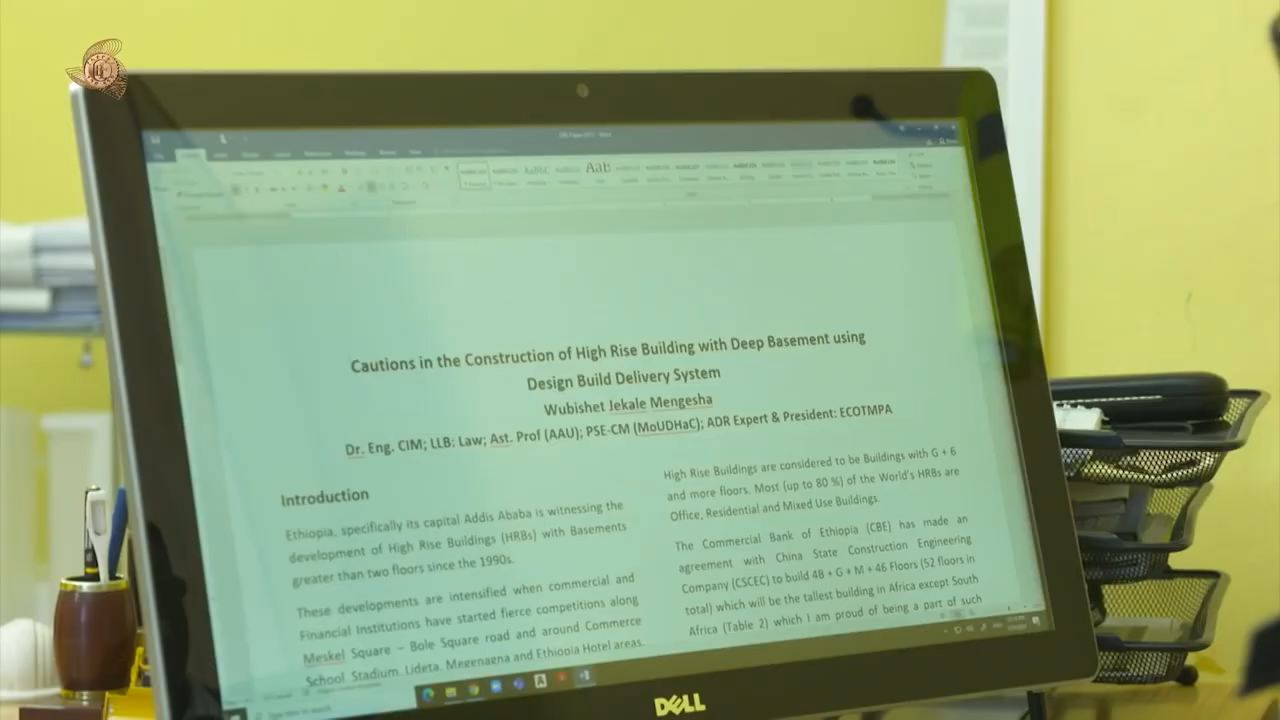 Cautions in the Construction of High Rise Building with Deep Basement using
Design Build Delivery System
Wubishet Jekale Mengesha
Dr. Eng. CIM; LLB: Law; Ast. Prof (AAU); PSE-CM (MoUDHaC); ADR Expert & President: ECOTMPA
Introduction
Ethiopia, specifically its capital Addis Ababa is witnessing the
development of High Rise Buildings (HRBs) with Basements
greater than two floors since the 1990s.
These developments are intensified when commercial and
Financial Institutions have started fierce competitions along
Meskel Square – Bole Square road and around Commerce
School, Stadium, Lideta, Megenagna and Ethiopia Hotel areas.
High Rise Buildings are considered to be Buildings with G + 6
and more floors. Most (up to 80 %) of the World's HRBs are
Office, Residential and Mixed Use Buildings.
The Commercial Bank of Ethiopia (CBE) has made an
agreement with China State Construction Engineering
Company (CSCEC) to build 4B + G + M + 46 Floors (52 floors in
total) which will be the tallest building in Africa except South
Africa (Table 2) which I am proud of being a part of such
DELL